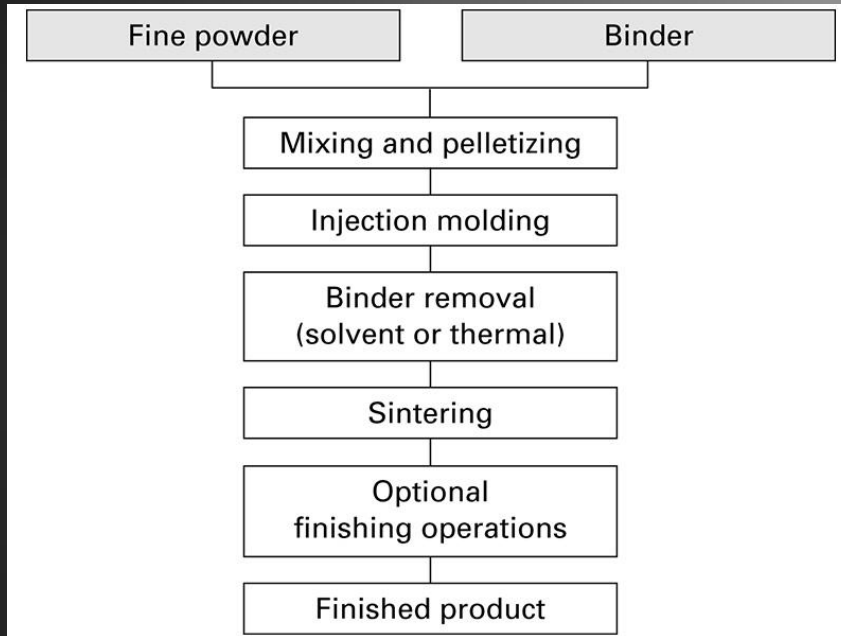 Fine powder
Binder
Mixing and pelletizing
Injection molding
Binder removal
(solvent or thermal)
Sintering
Optional
finishing operations
Finished product